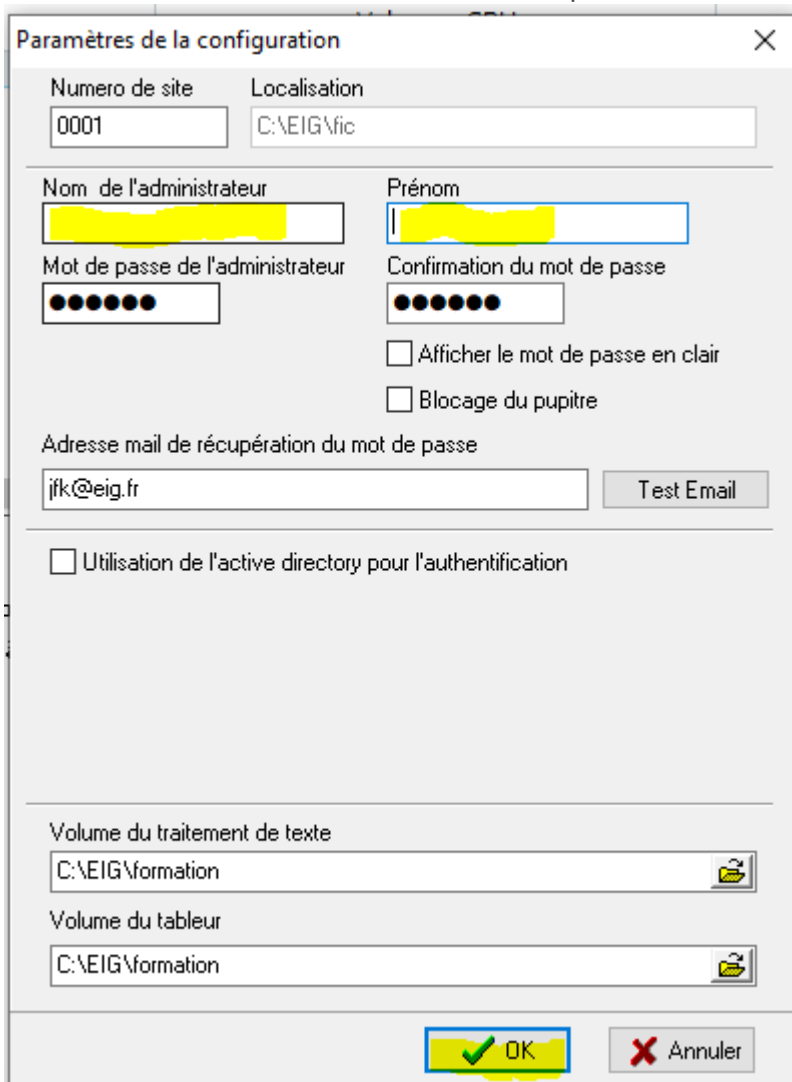 Paramètres de la configuration
Numero de site Localisation
0001 C:\EIG\fic
Nom de l'administrateur Prénom
Mot de passe de l'administrateur Confirmation du mot de passe
●●●●●● ●●●●●●
Afficher le mot de passe en clair
Blocage du pupitre
Adresse mail de récupération du mot de passe
jfk@eig.fr Test Email
Utilisation de l'active directory pour l'authentification
Volume du traitement de texte
C:\EIG\formation
Volume du tableur
C:\EIG\formation
OK Annuler